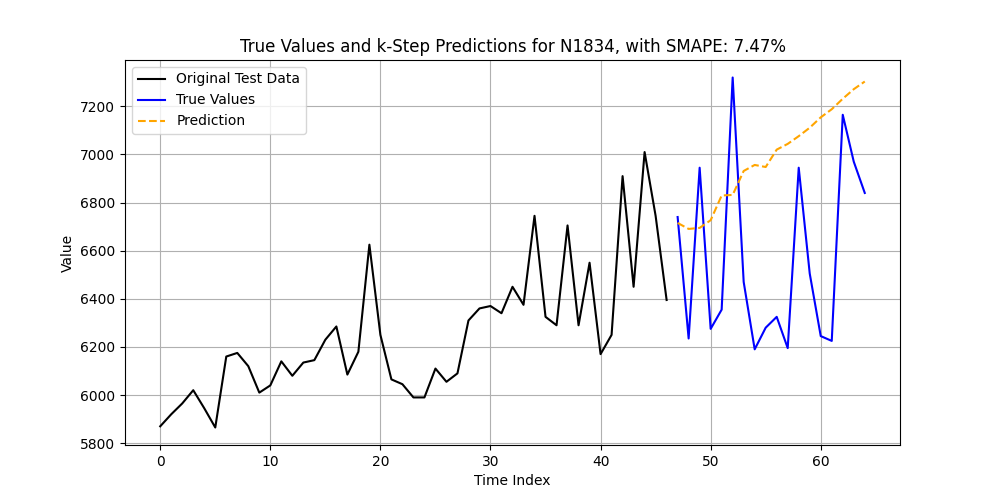 True Values and k-Step Predictions for N1834, with SMAPE: 7.47%
Original Test Data
True Values
Prediction
7200
7000
6800
6600
6400
6200
6000
5800
Value
0 10 20 30 40 50 60
Time Index